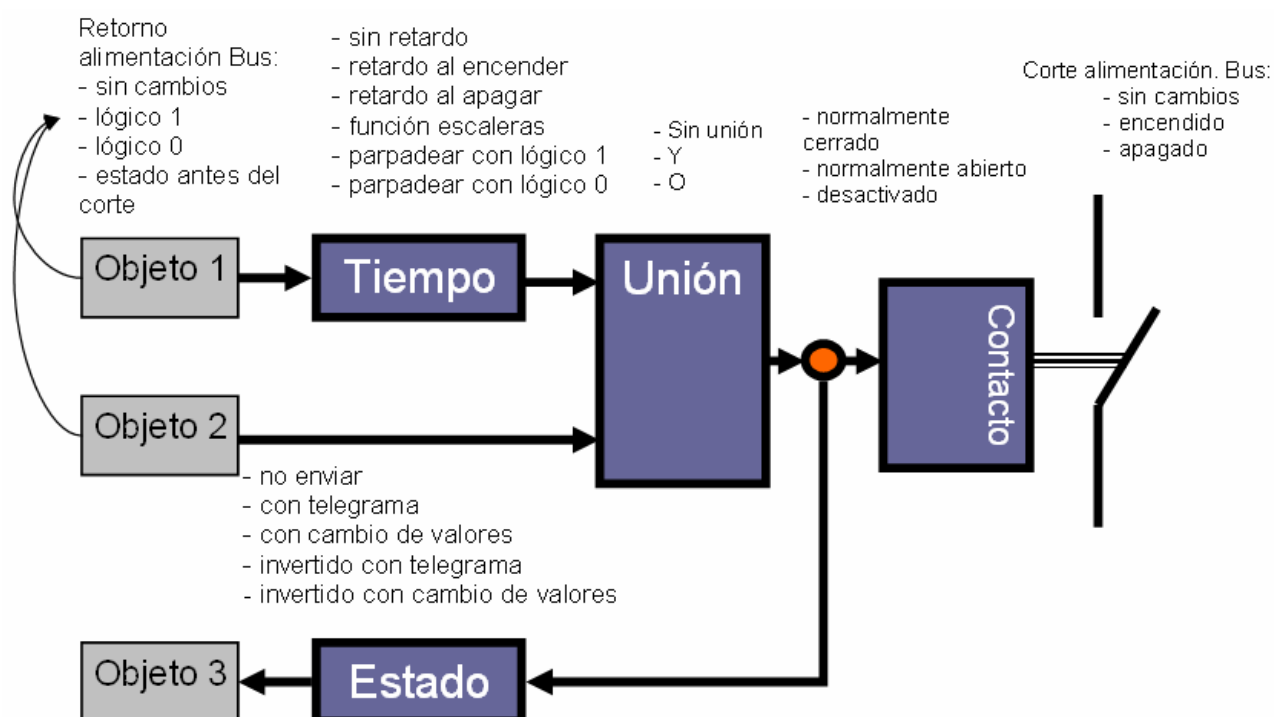 Retorno
alimentación Bus:
- sin cambios
- lógico 1
- lógico 0
- estado antes del
corte
- sin retardo
- retardo al encender
- retardo al apagar
- función escaleras
- parpadear con lógico 1
- parpadear con lógico 0
- Sin unión
- Y
- O
- normalmente
cerrado
- normalmente abierto
- desactivado
Corte alimentación. Bus:
- sin cambios
- encendido
- apagado
Objeto 1
Tiempo
Unión
Contacto
Objeto 2
- no enviar
- con telegrama
- con cambio de valores
- invertido con telegrama
- invertido con cambio de valores
Objeto 3
Estado